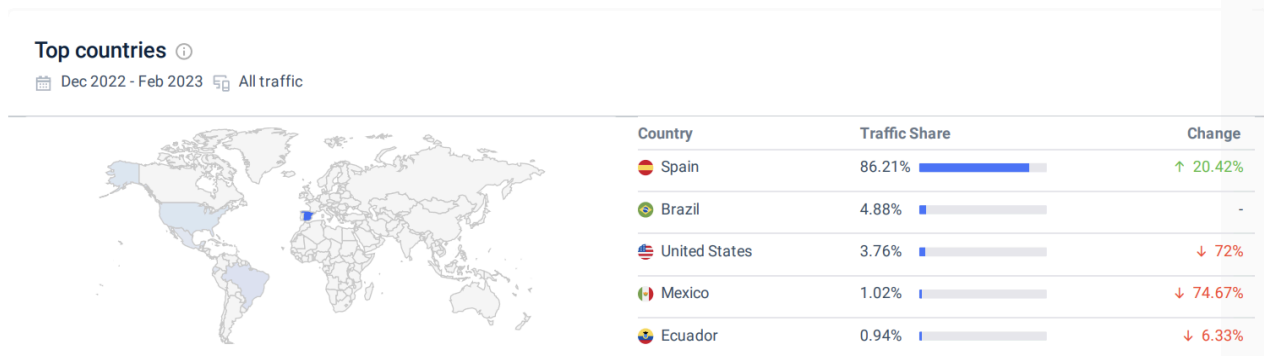 Top countries
Dec 2022 - Feb 2023 All traffic
Country Traffic Share Change
Spain 86.21% ↑ 20.42%
Brazil 4.88% -
United States 3.76% ↓ 72%
Mexico 1.02% ↓ 74.67%
Ecuador 0.94% ↓ 6.33%